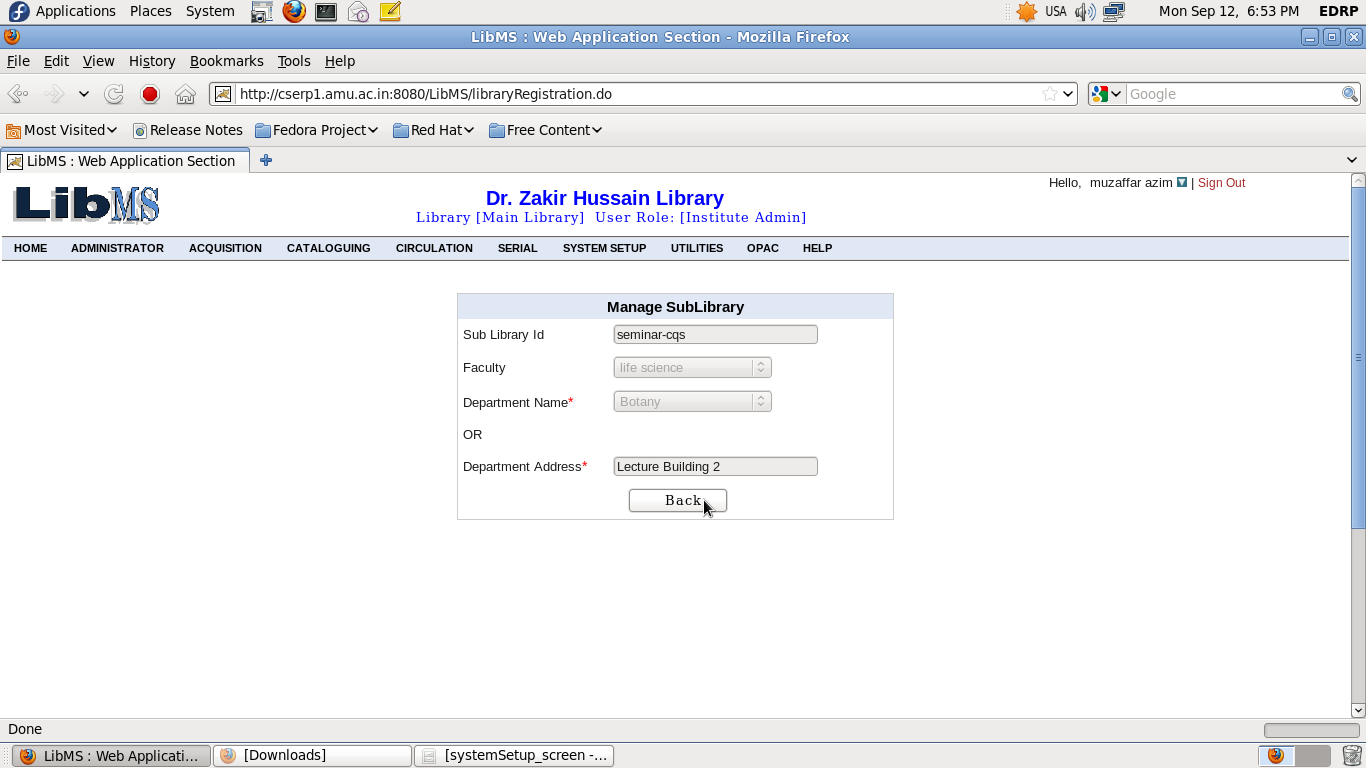 Applications Places System USA Mon Sep 12, 6:53 PM EDRP
LibMS : Web Application Section - Mozilla Firefox
File Edit View History Bookmarks Tools Help
http://cserp1.amu.ac.in:8080/LibMS/libraryRegistration.do Google
Most Visited Release Notes Fedora Project Red Hat Free Content
LibMS : Web Application Section
Hello, muzaffar azim | Sign Out
LibMS
Dr. Zakir Hussain Library
Library [Main Library] User Role: [Institute Admin]
HOME ADMINISTRATOR ACQUISITION CATALOGUING CIRCULATION SERIAL SYSTEM SETUP UTILITIES OPAC HELP
Manage SubLibrary
Sub Library Id seminar-cqs
Faculty life science
Department Name* Botany
OR
Department Address* Lecture Building 2
Back
Done
LibMS : Web Applicati... [Downloads] [systemSetup_screen -...